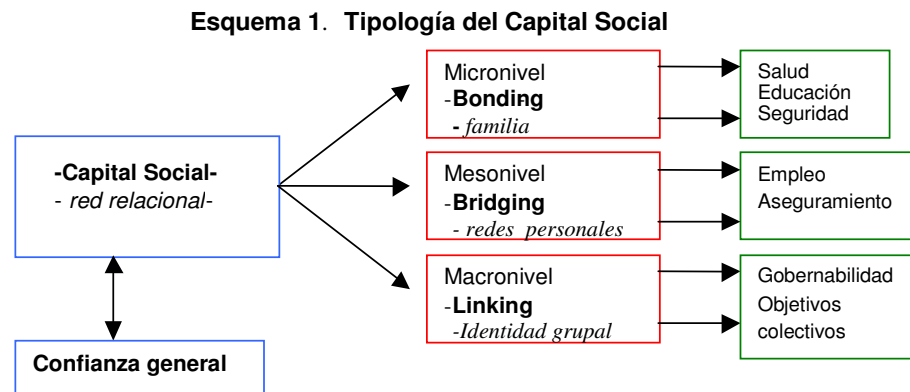 Esquema 1. Tipología del Capital Social
-Capital Social-
- red relacional-
Confianza general
Micronivel
-Bonding
- familia
Mesonivel
-Bridging
- redes personales
Macronivel
-Linking
-Identidad grupal
Salud
Educación
Seguridad
Empleo
Aseguramiento
Gobernabilidad
Objetivos
colectivos